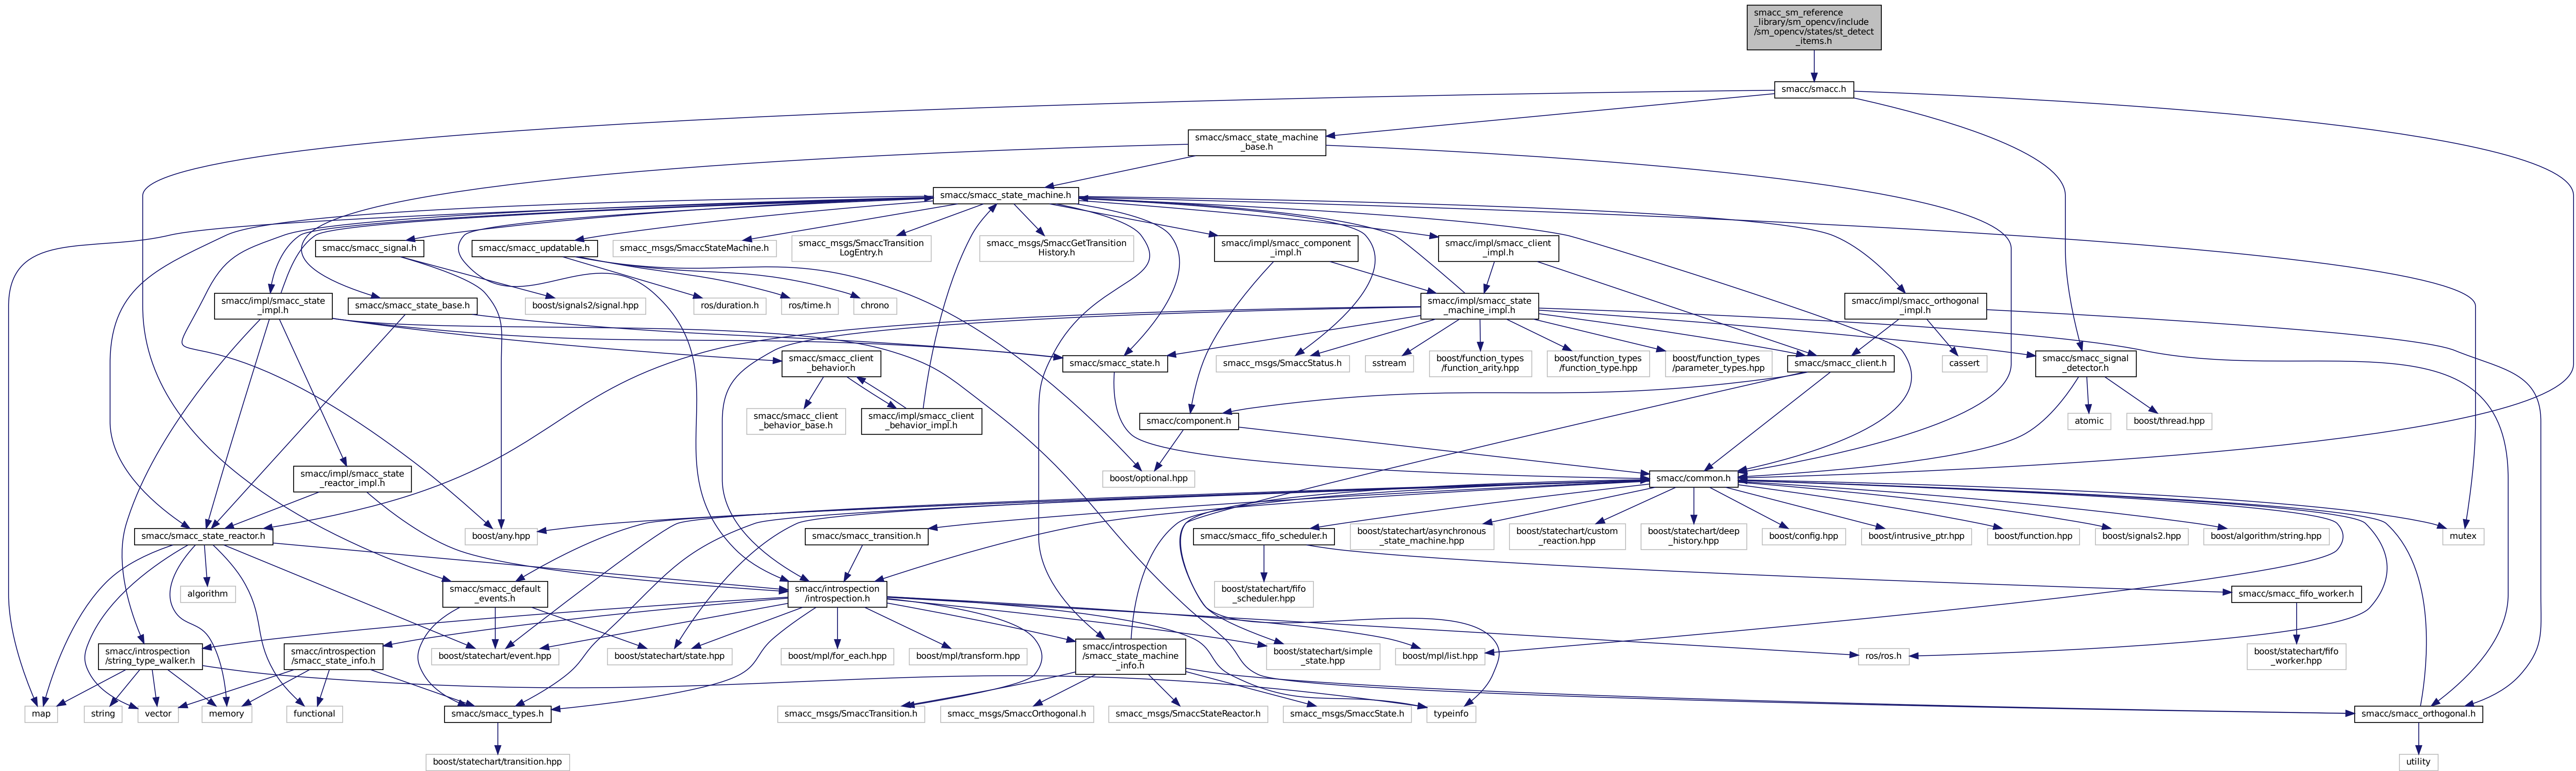 smacc_sm_reference
_library/sm_opencv/include
/sm_opencv/states/st_detect
_items.h
smacc/smacc.h
smacc/smacc_state_machine
_base.h
smacc/smacc_state_machine.h
smacc/smacc_signal.h
smacc/smacc_updatable.h
smacc_msgs/SmaccStateMachine.h
smacc_msgs/SmaccTransition
LogEntry.h
smacc_msgs/SmaccGetTransition
History.h
smacc/impl/smacc_component
_impl.h
smacc/impl/smacc_client
_impl.h
smacc/impl/smacc_state
_impl.h
smacc/smacc_state_base.h
boost/signals2/signal.hpp
ros/duration.h
ros/time.h
chrono
smacc/impl/smacc_state
_machine_impl.h
smacc/impl/smacc_orthogonal
_impl.h
smacc/smacc_client
_behavior.h
smacc/smacc_state.h
smacc_msgs/SmaccStatus.h
sstream
boost/function_types
/function_arity.hpp
boost/function_types
/function_type.hpp
boost/function_types
/parameter_types.hpp
smacc/smacc_client.h
cassert
smacc/smacc_signal
_detector.h
smacc/smacc_client
_behavior_base.h
smacc/impl/smacc_client
_behavior_impl.h
smacc/component.h
atomic
boost/thread.hpp
smacc/impl/smacc_state
_reactor_impl.h
boost/optional.hpp
smacc/common.h
smacc/smacc_state_reactor.h
boost/any.hpp
smacc/smacc_transition.h
smacc/smacc_fifo_scheduler.h
boost/statechart/asynchronous
_state_machine.hpp
boost/statechart/custom
_reaction.hpp
boost/statechart/deep
_history.hpp
boost/config.hpp
boost/intrusive_ptr.hpp
boost/function.hpp
boost/signals2.hpp
boost/algorithm/string.hpp
mutex
algorithm
smacc/smacc_default
_events.h
smacc/introspection
/introspection.h
boost/statechart/fifo
_scheduler.hpp
smacc/smacc_fifo_worker.h
smacc/introspection
/string_type_walker.h
smacc/introspection
/smacc_state_info.h
boost/statechart/event.hpp
boost/statechart/state.hpp
boost/mpl/for_each.hpp
boost/mpl/transform.hpp
smacc/introspection
/smacc_state_machine
_info.h
boost/statechart/simple
_state.hpp
boost/mpl/list.hpp
ros/ros.h
boost/statechart/fifo
_worker.hpp
map
string
vector
memory
functional
smacc/smacc_types.h
smacc_msgs/SmaccTransition.h
smacc_msgs/SmaccOrthogonal.h
smacc_msgs/SmaccStateReactor.h
smacc_msgs/SmaccState.h
typeinfo
smacc/smacc_orthogonal.h
boost/statechart/transition.hpp
utility